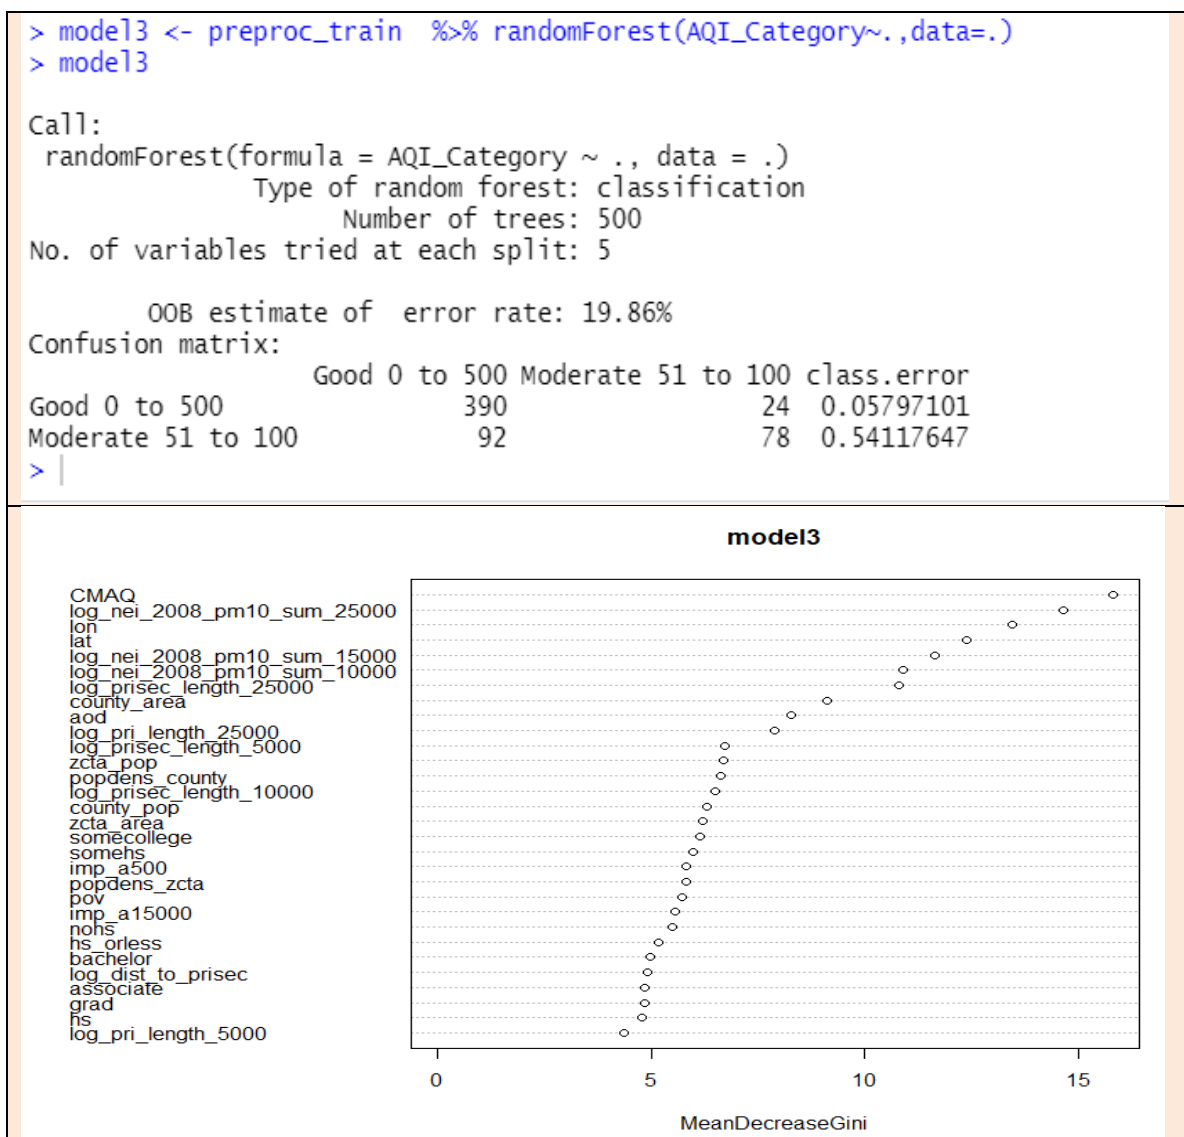 > model3 <- preproc_train %>% randomForest(AQI_Category~.,data=.)
> model3
Call:
randomForest(formula = AQI_Category ~ ., data = .)
Type of random forest: classification
Number of trees: 500
No. of variables tried at each split: 5
OOB estimate of error rate: 19.86%
Confusion matrix:
Good 0 to 500 Moderate 51 to 100 class.error
Good 0 to 500 390 24 0.05797101
Moderate 51 to 100 92 78 0.54117647
>
model3
CMAQ
log_nei_2008_pm10_sum_25000
lon
lat
log_nei_2008_pm10_sum_15000
log_nei_2008_pm10_sum_10000
log_prisec_length_25000
county_area
aod
log_pri_length_25000
log_prisec_length_5000
zcta_pop
popdens_county
log_prisec_length_10000
county_pop
zcta_area
somecollege
somehs
imp_a500
popdens_zcta
pov
imp_a15000
nohs
hs_orless
bachelor
log_dist_to_prisec
associate
grad
hs
log_pri_length_5000
0 5 10 15
MeanDecreaseGini